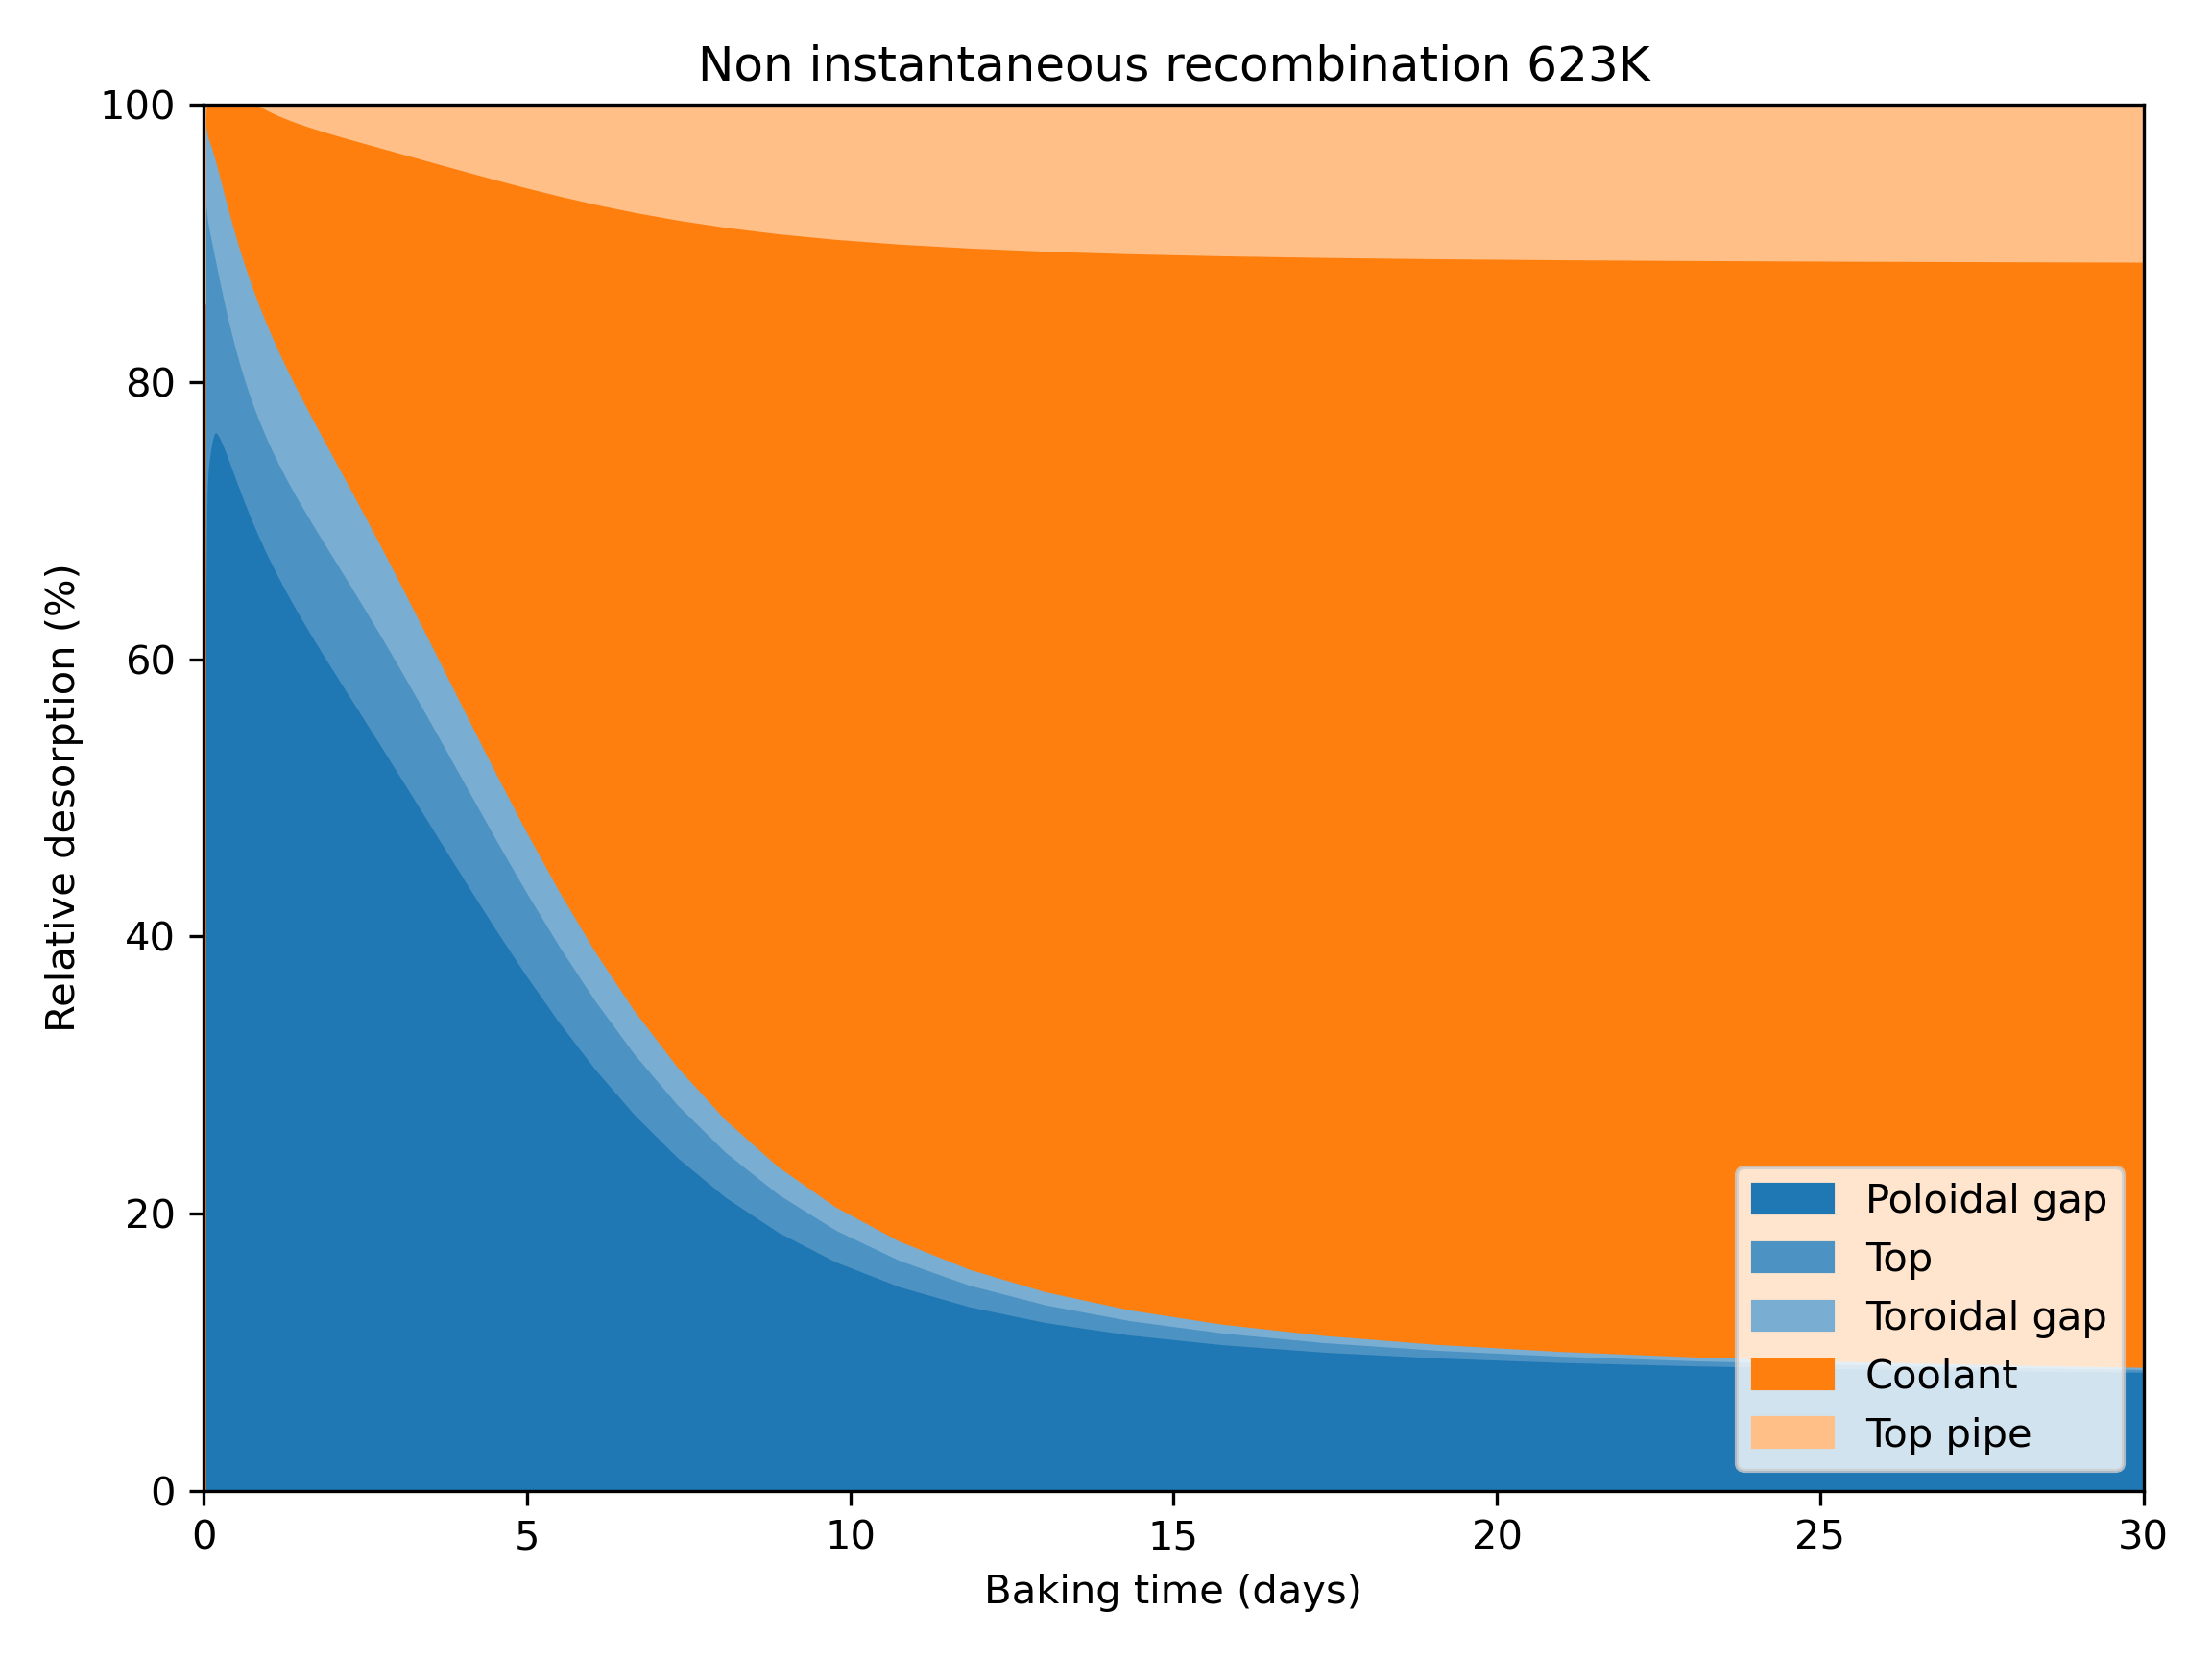 Non instantaneous recombination 623K
100
80
60
40
20
0
Relative desorption (%)
0 5 10 15 20 25 30
Baking time (days)
Poloidal gap
Top
Toroidal gap
Coolant
Top pipe